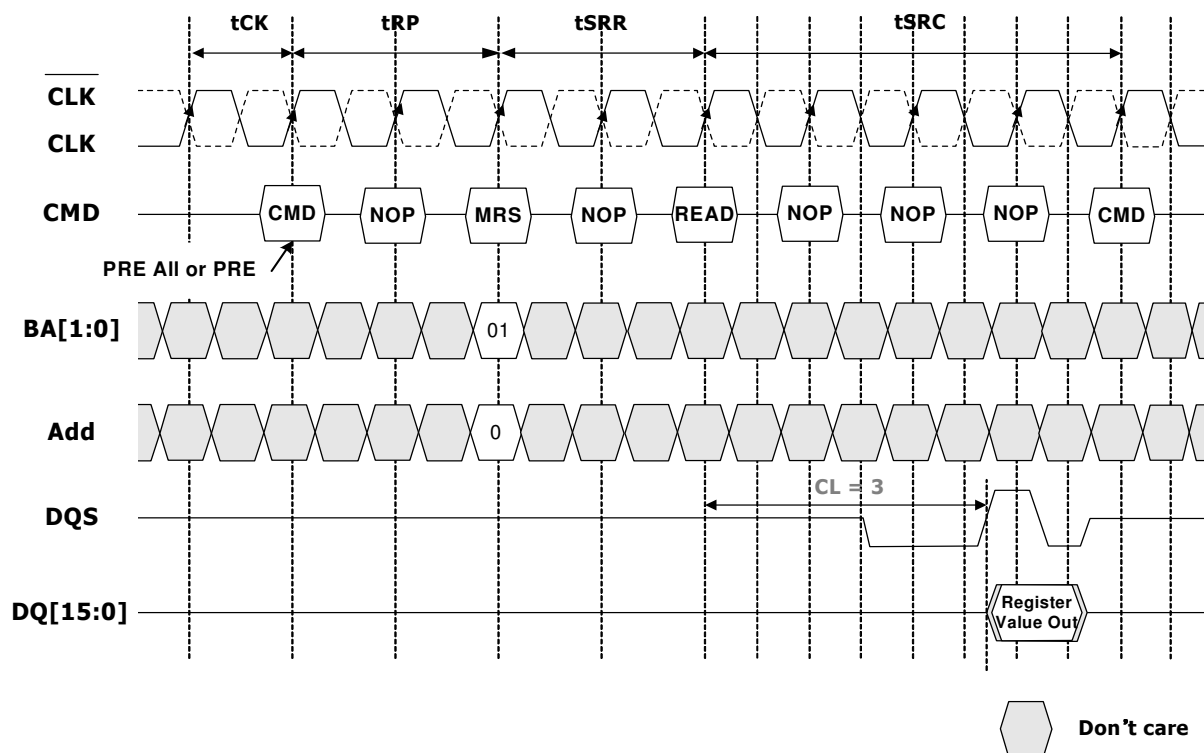 tCK tRP tSRR tSRC
CLK
CLK
CMD CMD NOP MRS NOP READ NOP NOP NOP CMD
PRE All or PRE
BA[1:0] 01
Add 0
CL = 3
DQS
DQ[15:0] Register
Value Out
Don't care